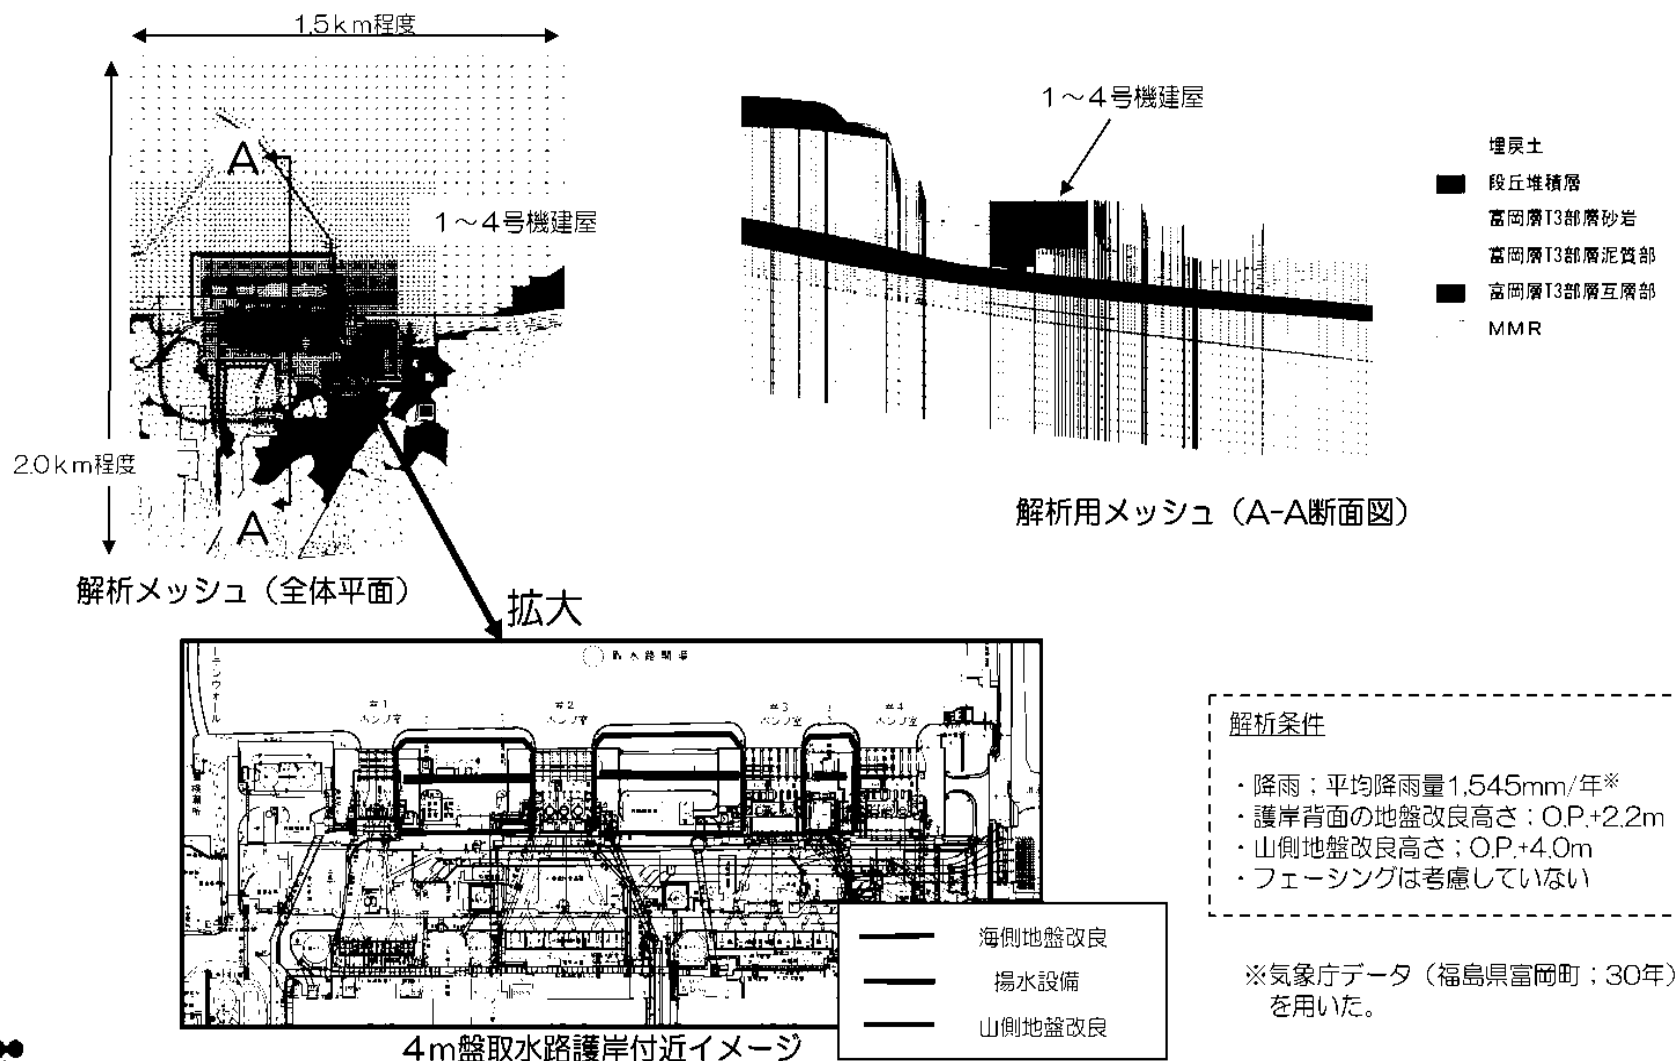 1.5km程度
1～4号機建屋
A
1～4号機建屋
2.0km程度
A
解析メッシュ（全体平面）
埋戻土
段丘堆積層
富岡層T3部層砂岩
富岡層T3部層泥質部
富岡層T3部層互層部
MMR
解析用メッシュ（A-A断面図）
拡大
取水路開渠
#1
ポンプ室
#2
ポンプ室
#3
ポンプ室
#4
ポンプ室
海側地盤改良
揚水設備
山側地盤改良
4m盤取水路護岸付近イメージ
解析条件
・降雨；平均降雨量1,545mm/年※
・護岸背面の地盤改良高さ；O.P.+2.2m
・山側地盤改良高さ；O.P.+4.0m
・フェーシングは考慮していない
※気象庁データ（福島県富岡町；30年）
を用いた。